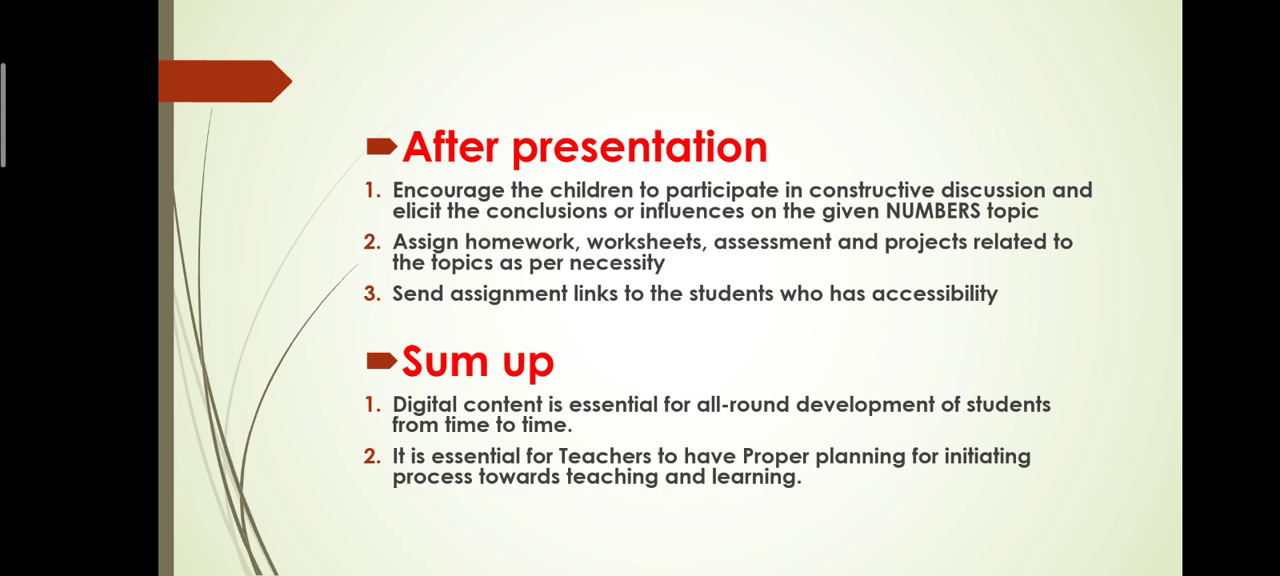 After presentation
1. Encourage the children to participate in constructive discussion and
elicit the conclusions or influences on the given NUMBERS topic
2. Assign homework, worksheets, assessment and projects related to
the topics as per necessity
3. Send assignment links to the students who has accessibility
Sum up
1. Digital content is essential for all-round development of students
from time to time.
2. It is essential for Teachers to have Proper planning for initiating
process towards teaching and learning.